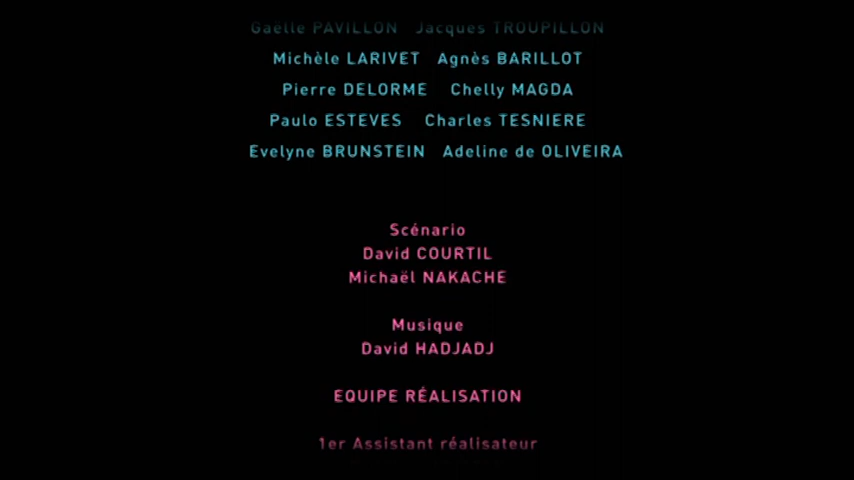 Gaëlle PAVILLON Jacques TROUPILLON
Michèle LARIVET Agnès BARILLOT
Pierre DELORME Chelly MAGDA
Paulo ESTEVES Charles TESNIERE
Evelyne BRUNSTEIN Adeline de OLIVEIRA
Scénario
David COURTIL
Michaël NAKACHE
Musique
David HADJADJ
EQUIPE RÉALISATION
1er Assistant réalisateur